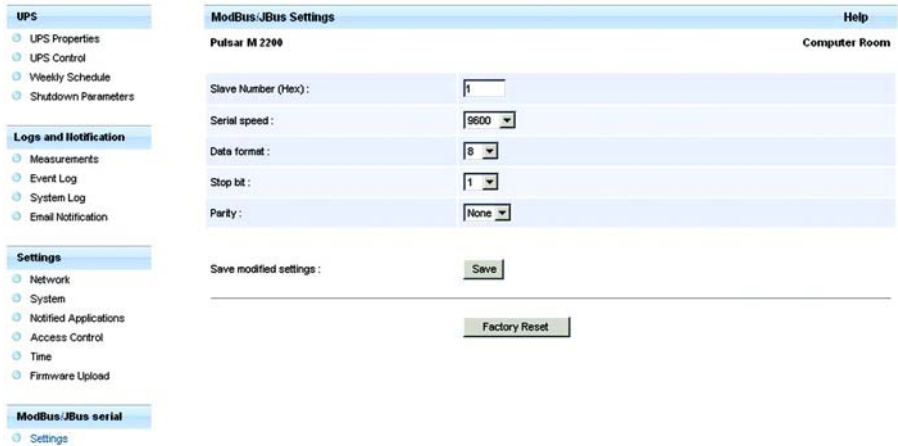 UPS
UPS Properties
UPS Control
Weekly Schedule
Shutdown Parameters
Logs and Notification
Measurements
Event Log
System Log
Email Notification
Settings
Network
System
Notified Applications
Access Control
Time
Firmware Upload
ModBus/JBus serial
Settings
ModBus/JBus Settings Help
Pulsar M 2200 Computer Room
Slave Number (Hex) : 1
Serial speed : 9600
Data format : 8
Stop bit : 1
Parity : None
Save modified settings : Save
Factory Reset